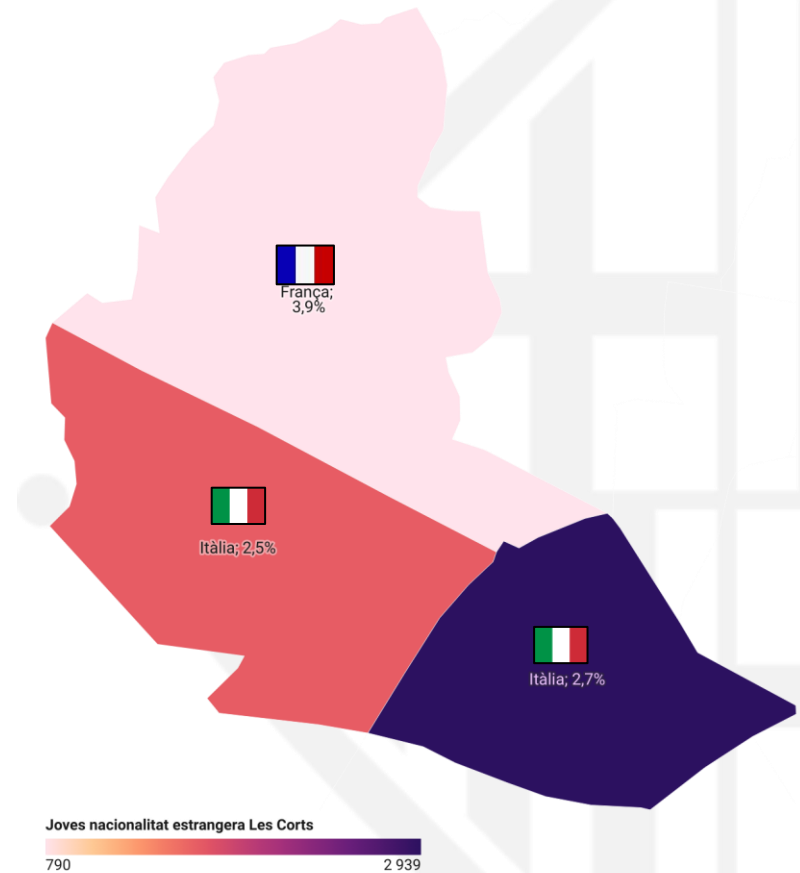 França;
3,9%
Itàlia; 2,5%
Itàlia; 2,7%
Joves nacionalitat estrangera Les Corts
790
2 939